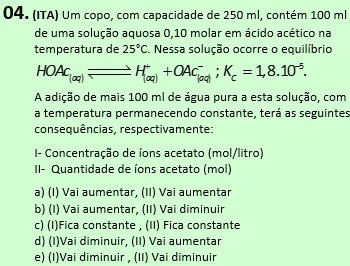 04. (ITA) Um copo, com capacidade de 250 ml, contém 100 ml
de uma solução aquosa 0,10 molar em ácido acético na
temperatura de 25°C. Nessa solução ocorre o equilíbrio
HOAc(aq) ⇌ H⁺(aq) + OAc⁻(aq) ; Kc = 1,8.10⁻⁵.
A adição de mais 100 ml de água pura a esta solução, com
a temperatura permanecendo constante, terá as seguintes
consequências, respectivamente:
I- Concentração de íons acetato (mol/litro)
II- Quantidade de íons acetato (mol)
a) (I) Vai aumentar, (II) Vai aumentar
b) (I) Vai aumentar, (II) Vai diminuir
c) (I)Fica constante , (II) Fica constante
d) (I)Vai diminuir, (II) Vai aumentar
e) (I)Vai diminuir , (II) Vai diminuir